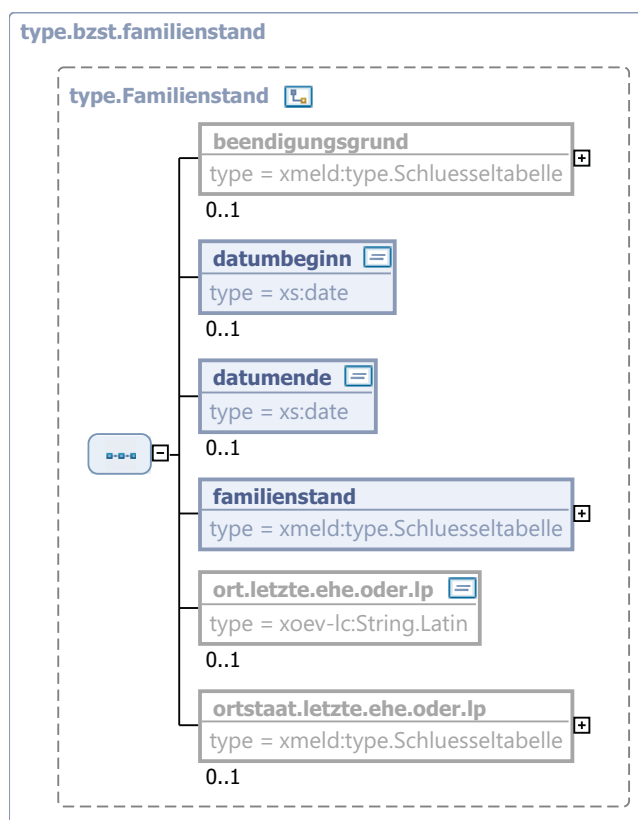 type.bzst.familienstand
type.Familienstand
beendigungsgrund
type = xmeld:type.Schluesseltabelle
0..1
datumbeginn
type = xs:date
0..1
datumende
type = xs:date
0..1
familienstand
type = xmeld:type.Schluesseltabelle
ort.letzte.ehe.oder.lp
type = xoev-lc:String.Latin
0..1
ortstaat.letzte.ehe.oder.lp
type = xmeld:type.Schluesseltabelle
0..1